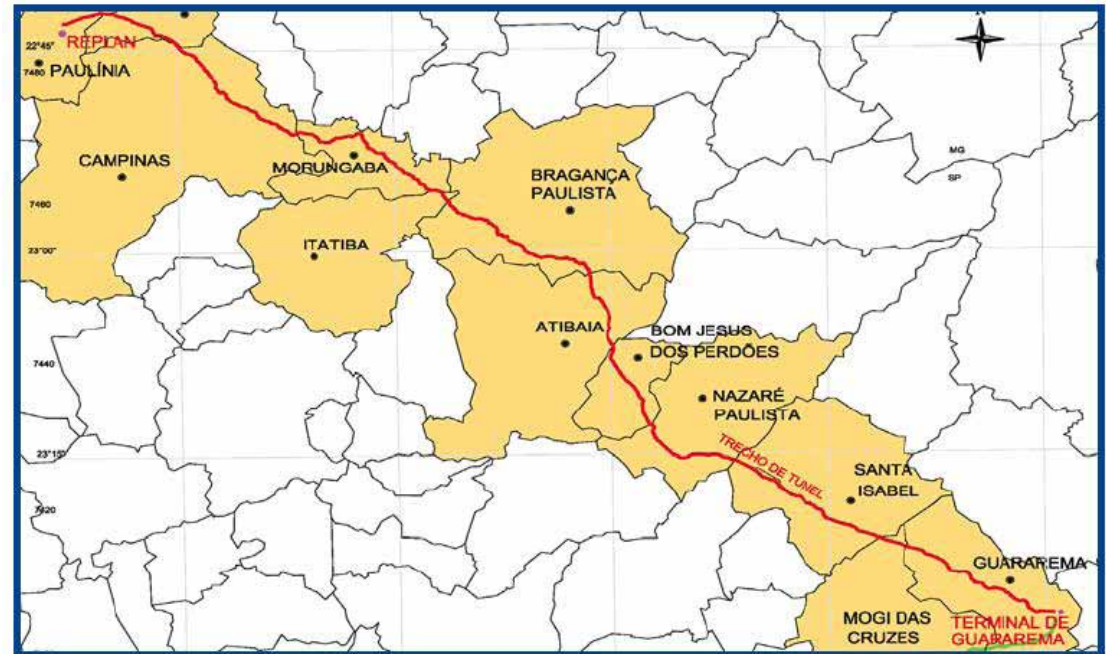 N
REPLAN
22°45'
7480
PAULÍNIA
CAMPINAS
MORUNGABA
BRAGANÇA
PAULISTA
MG
SP
7460
23°00'
ITATIBA
ATIBAIA
BOM JESUS
DOS PERDÕES
7440
NAZARÉ
PAULISTA
23°15'
TRECHO DE TUNEL
SANTA
ISABEL
7420
GUARAREMA
MOGI DAS
CRUZES
TERMINAL DE
GUARAREMA